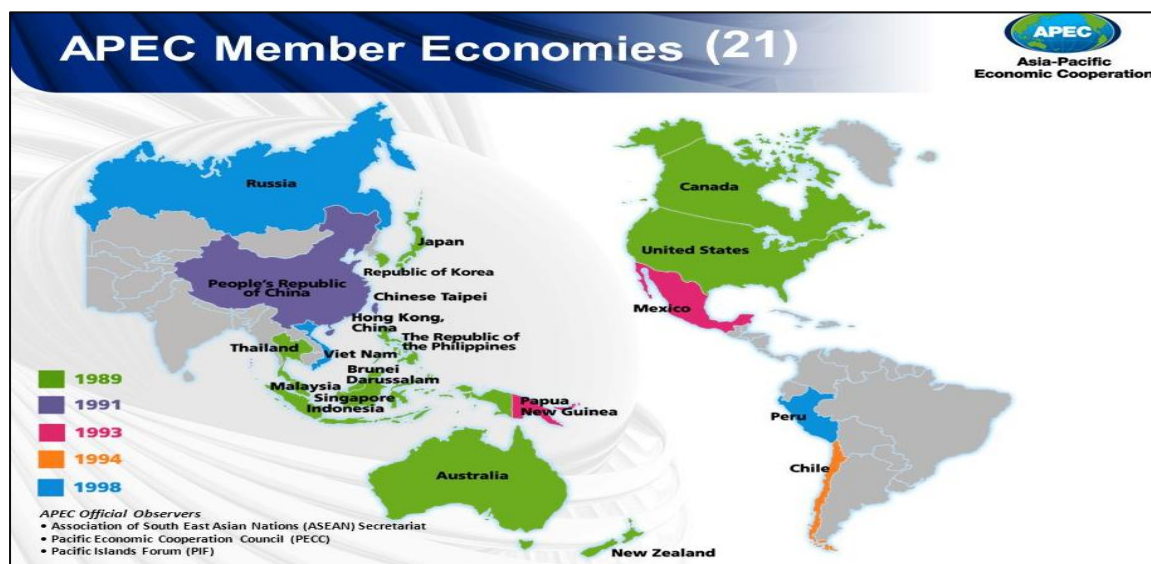 APEC Member Economies (21)
APEC
Asia-Pacific
Economic Cooperation
Russia
Canada
Japan
United States
Republic of Korea
People's Republic
of China
Chinese Taipei
Mexico
Hong Kong,
China
The Republic of
the Philippines
Thailand
Viet Nam
Brunei
Darussalam
Malaysia
Singapore
Indonesia
Papua
New Guinea
Peru
Chile
Australia
New Zealand
1989
1991
1993
1994
1998
APEC Official Observers
• Association of South East Asian Nations (ASEAN) Secretariat
• Pacific Economic Cooperation Council (PECC)
• Pacific Islands Forum (PIF)